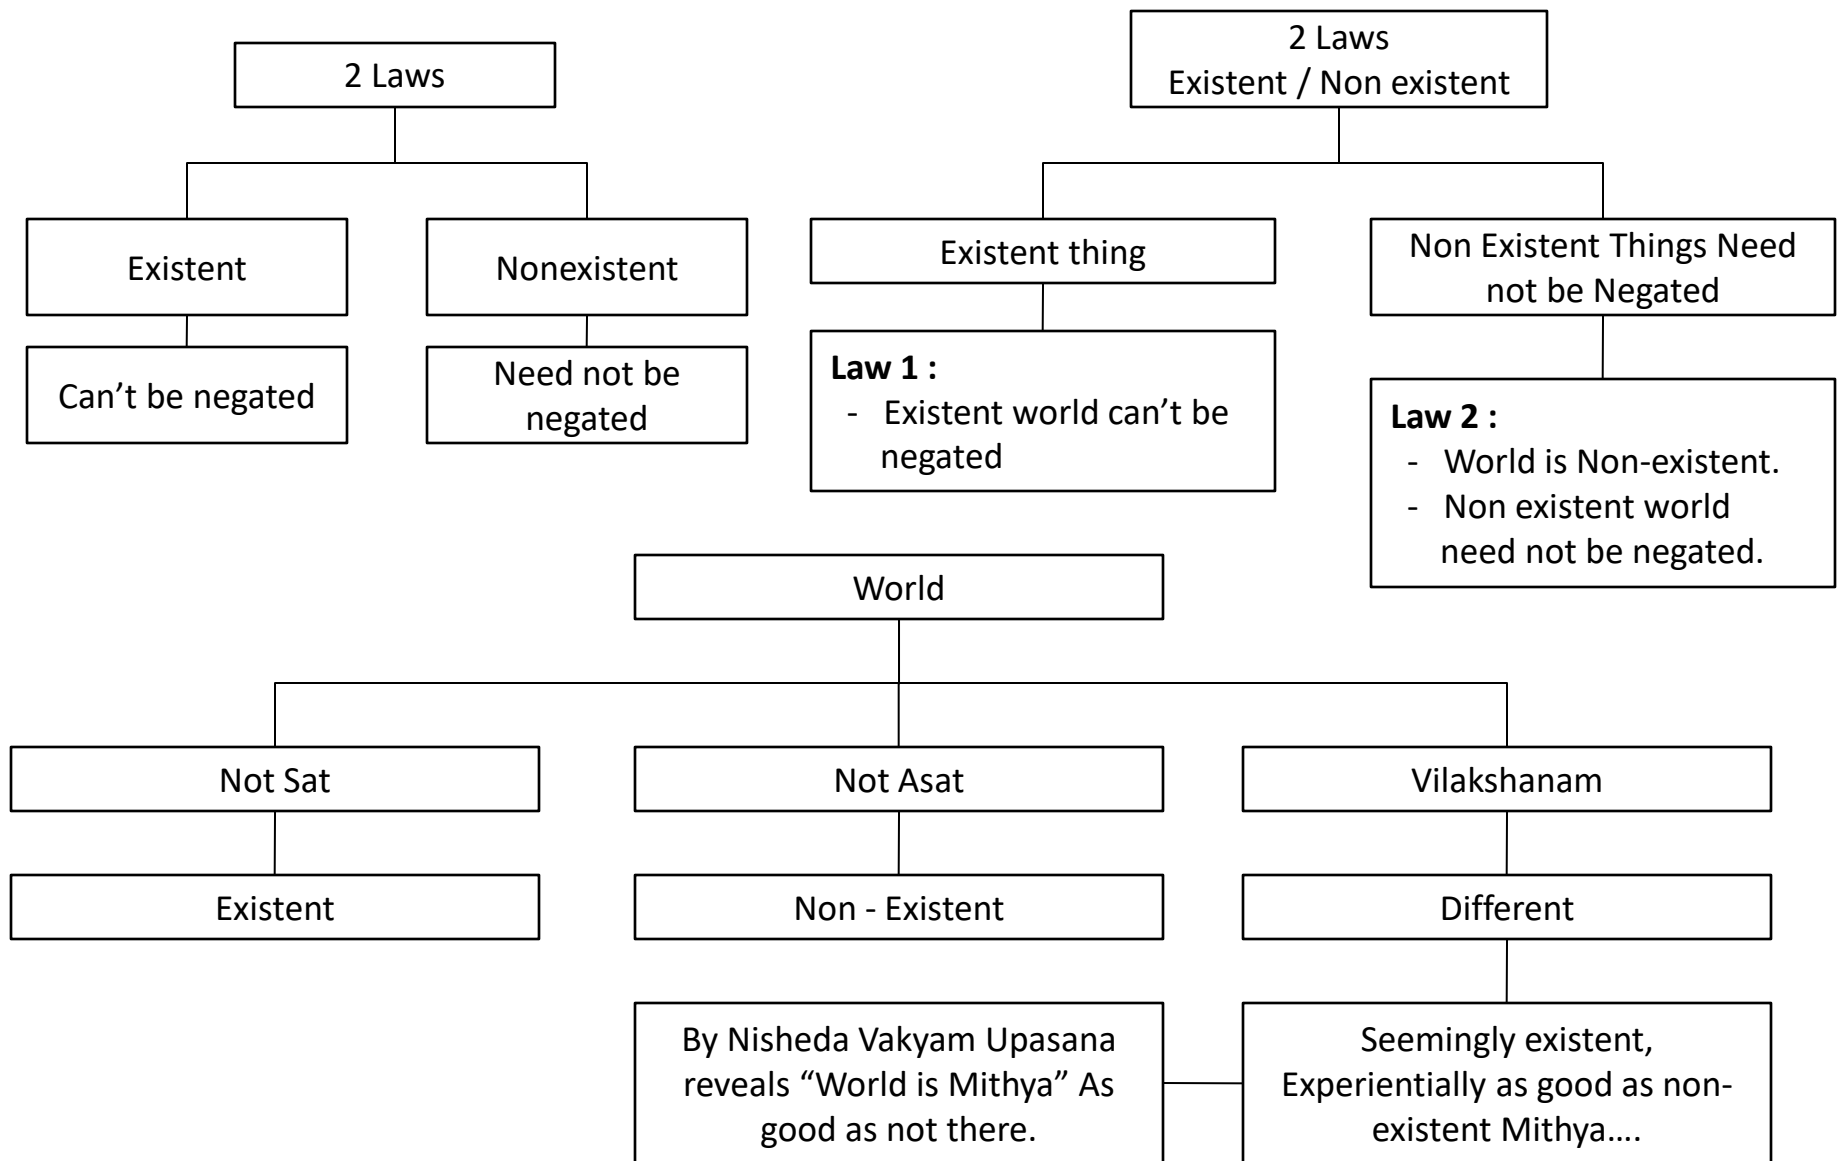 2 Laws
Existent
Nonexistent
Can’t be negated
Need not be
negated
2 Laws
Existent / Non existent
Existent thing
Non Existent Things Need
not be Negated
Law 1 :
- Existent world can’t be
negated
Law 2 :
- World is Non-existent.
- Non existent world
need not be negated.
World
Not Sat
Not Asat
Vilakshanam
Existent
Non - Existent
Different
By Nisheda Vakyam Upasana
reveals “World is Mithya” As
good as not there.
Seemingly existent,
Experientially as good as non-
existent Mithya….